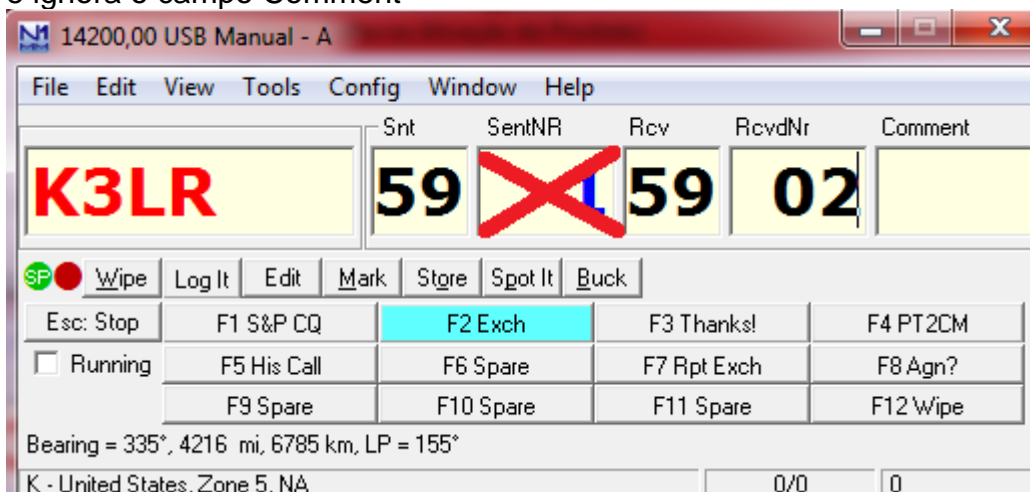 e ignora o campo Comment
N1 MM 14200,00 USB Manual - A
File Edit View Tools Config Window Help
Snt SentNR Rcv RcvdNr Comment
K3LR 59 59 02
SP Wipe Log It Edit Mark Store Spot It Buck
Esc: Stop F1 S&P CQ F2 Exch F3 Thanks! F4 PT2CM
Running F5 His Call F6 Spare F7 Rpt Exch F8 Agn?
F9 Spare F10 Spare F11 Spare F12 Wipe
Bearing = 335°, 4216 mi, 6785 km, LP = 155°
K - United States, Zone 5, NA 0/0 0